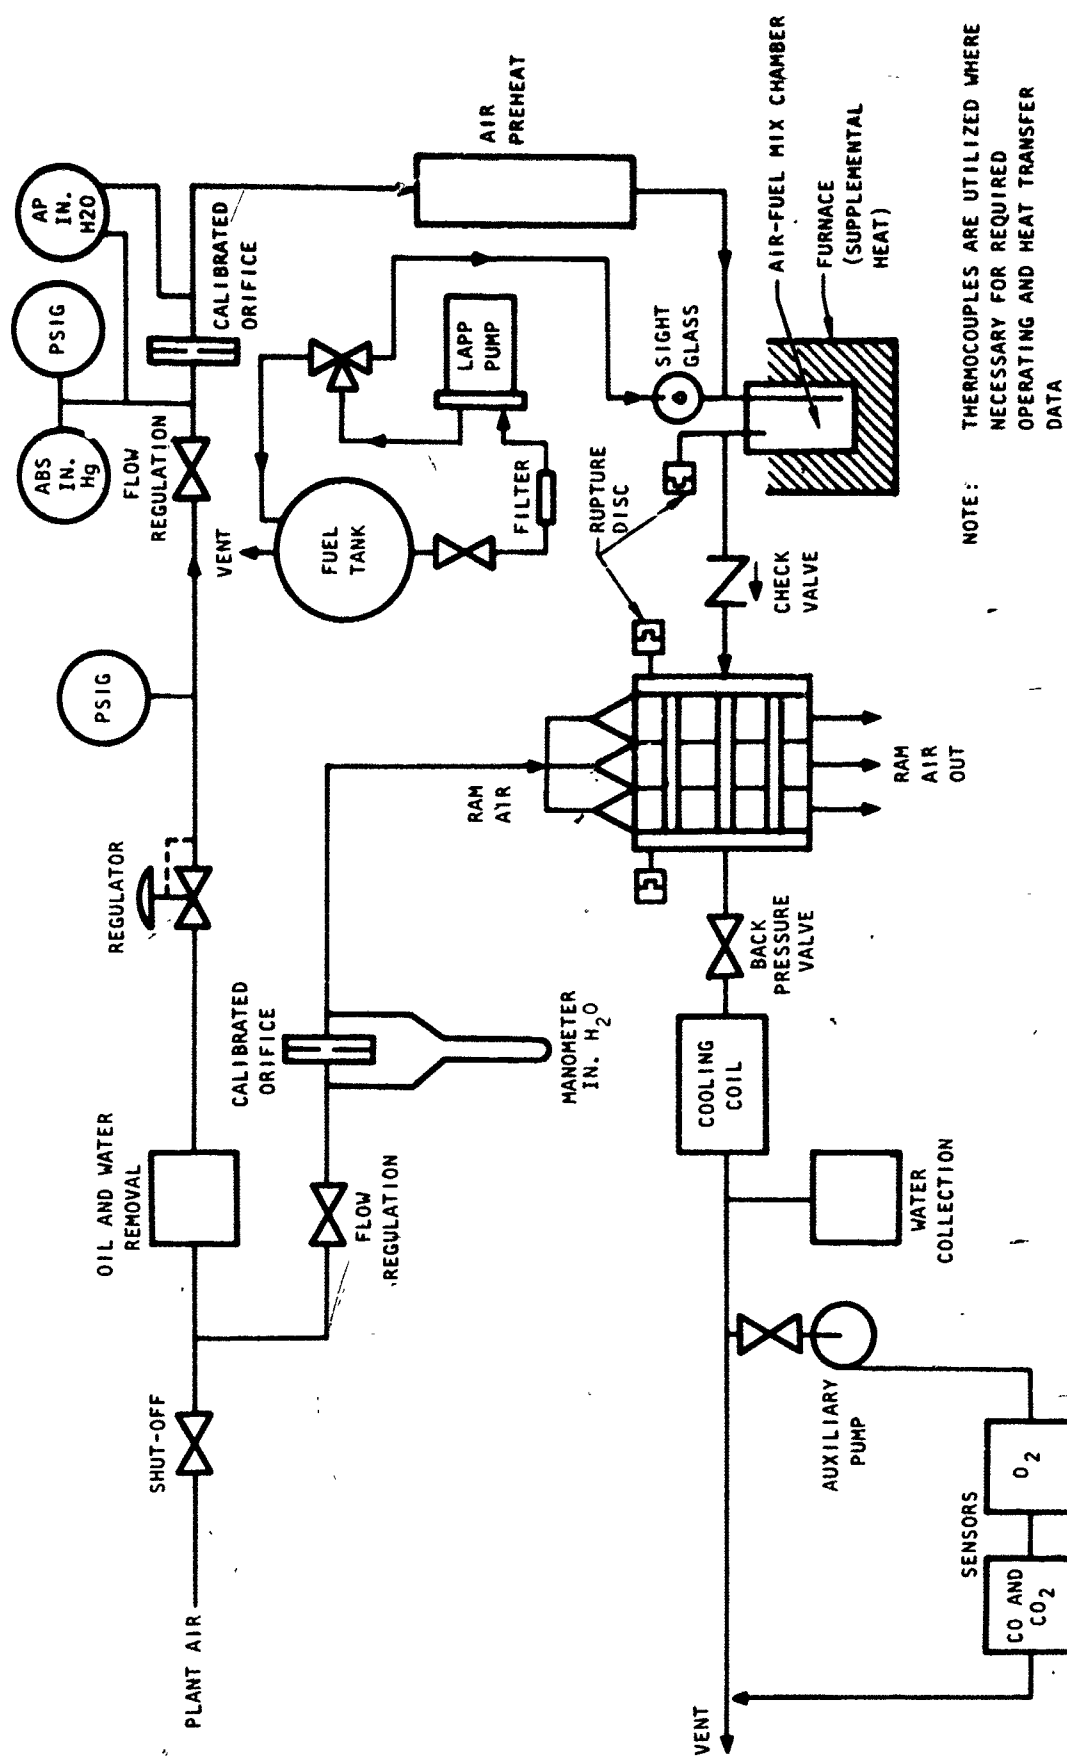 AP
IN.
H2O
PSIG
ABS
IN.
Hg
CALIBRATED
ORIFICE
FLOW
REGULATION
PSIG
REGULATOR
OIL AND WATER
REMOVAL
SHUT-OFF
PLANT AIR
AIR
PREHEAT
LAPP
PUMP
FILTER
FUEL
TANK
VENT
CALIBRATED
ORIFICE
FLOW
REGULATION
MANOMETER
IN. H2O
RAM
AIR
SIGHT
GLASS
RUPTURE
DISC
AIR-FUEL MIX CHAMBER
FURNACE
(SUPPLEMENTAL
HEAT)
CHECK
VALVE
RAM
AIR
OUT
BACK
PRESSURE
VALVE
COOLING
COIL
WATER
COLLECTION
AUXILIARY
PUMP
SENSORS
O2
CO AND
CO2
VENT
NOTE: THERMOCOUPLES ARE UTILIZED WHERE
NECESSARY FOR REQUIRED
OPERATING AND HEAT TRANSFER
DATA